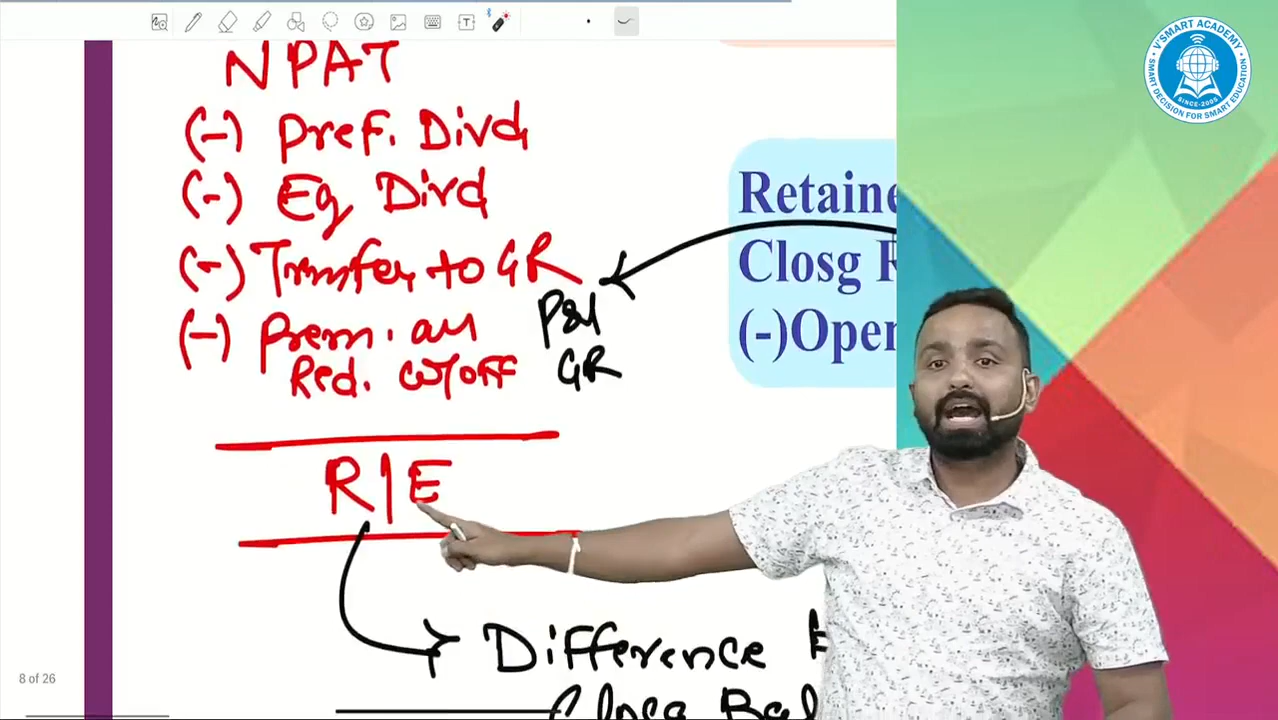 V'SMART ACADEMY
SMART DECISION FOR SMART EDUCATION
SINCE-2005
NPAT
(-) Pref. Divd
(-) Eq Divd
(-) Transfer to GR
P&L
GR
(-) Prem. on
Red. w/off
R|E
Difference
Closg Bal
Retaine
Closg R
(-)Open
8 of 26